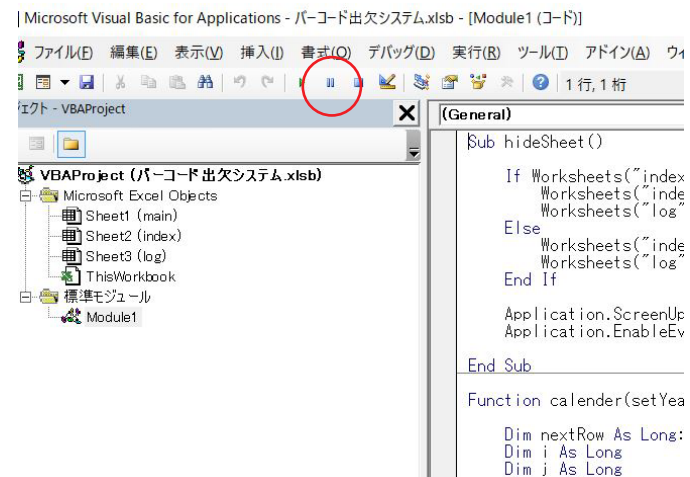 Microsoft Visual Basic for Applications - バーコード出欠システム.xlsb - [Module1 (コード)]
ファイル(F) 編集(E) 表示(V) 挿入(I) 書式(O) デバッグ(D) 実行(R) ツール(T) アドイン(A) ウィ
1 行, 1 桁
ェクト - VBAProject
(General)
VBAProject (バーコード出欠システム.xlsb)
Microsoft Excel Objects
Sheet1 (main)
Sheet2 (index)
Sheet3 (log)
ThisWorkbook
標準モジュール
Module1
Sub hideSheet()
If Worksheets("index
Worksheets("inde
Worksheets("log"
Else
Worksheets("inde
Worksheets("log"
End If
Application.ScreenUp
Application.EnableEv
End Sub
Function calender(setYea
Dim nextRow As Long:
Dim i As Long
Dim j As Long